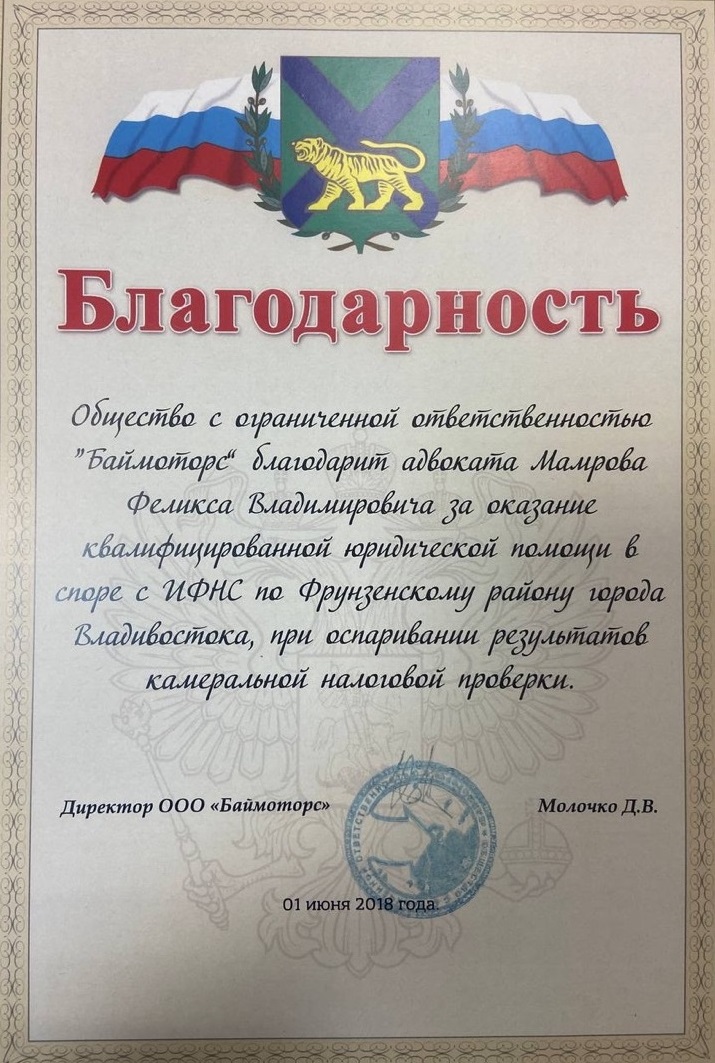 Благодарность
Общество с ограниченной ответственностью
"Баймоторс“ благодарит адвоката Мамрова
Феликса Владимировича за оказание
квалифицированной юридической помощи в
споре с ИФНС по Фрунзенскому району города
Владивостока, при оспаривании результатов
камеральной налоговой проверки.
Директор ООО «Баймоторс»
Молочко Д.В.
01 июня 2018 года.